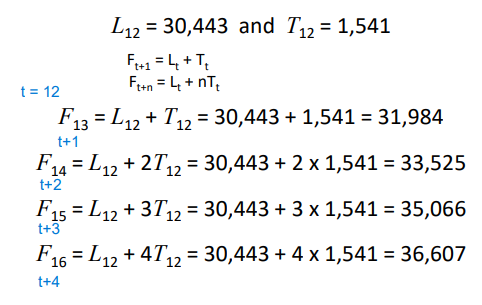 L12 = 30,443 and T12 = 1,541
Ft+1 = Lt + Tt
Ft+n = Lt + nTt
t = 12
F13 = L12 + T12 = 30,443 + 1,541 = 31,984
t+1
F14 = L12 + 2T12 = 30,443 + 2 x 1,541 = 33,525
t+2
F15 = L12 + 3T12 = 30,443 + 3 x 1,541 = 35,066
t+3
F16 = L12 + 4T12 = 30,443 + 4 x 1,541 = 36,607
t+4